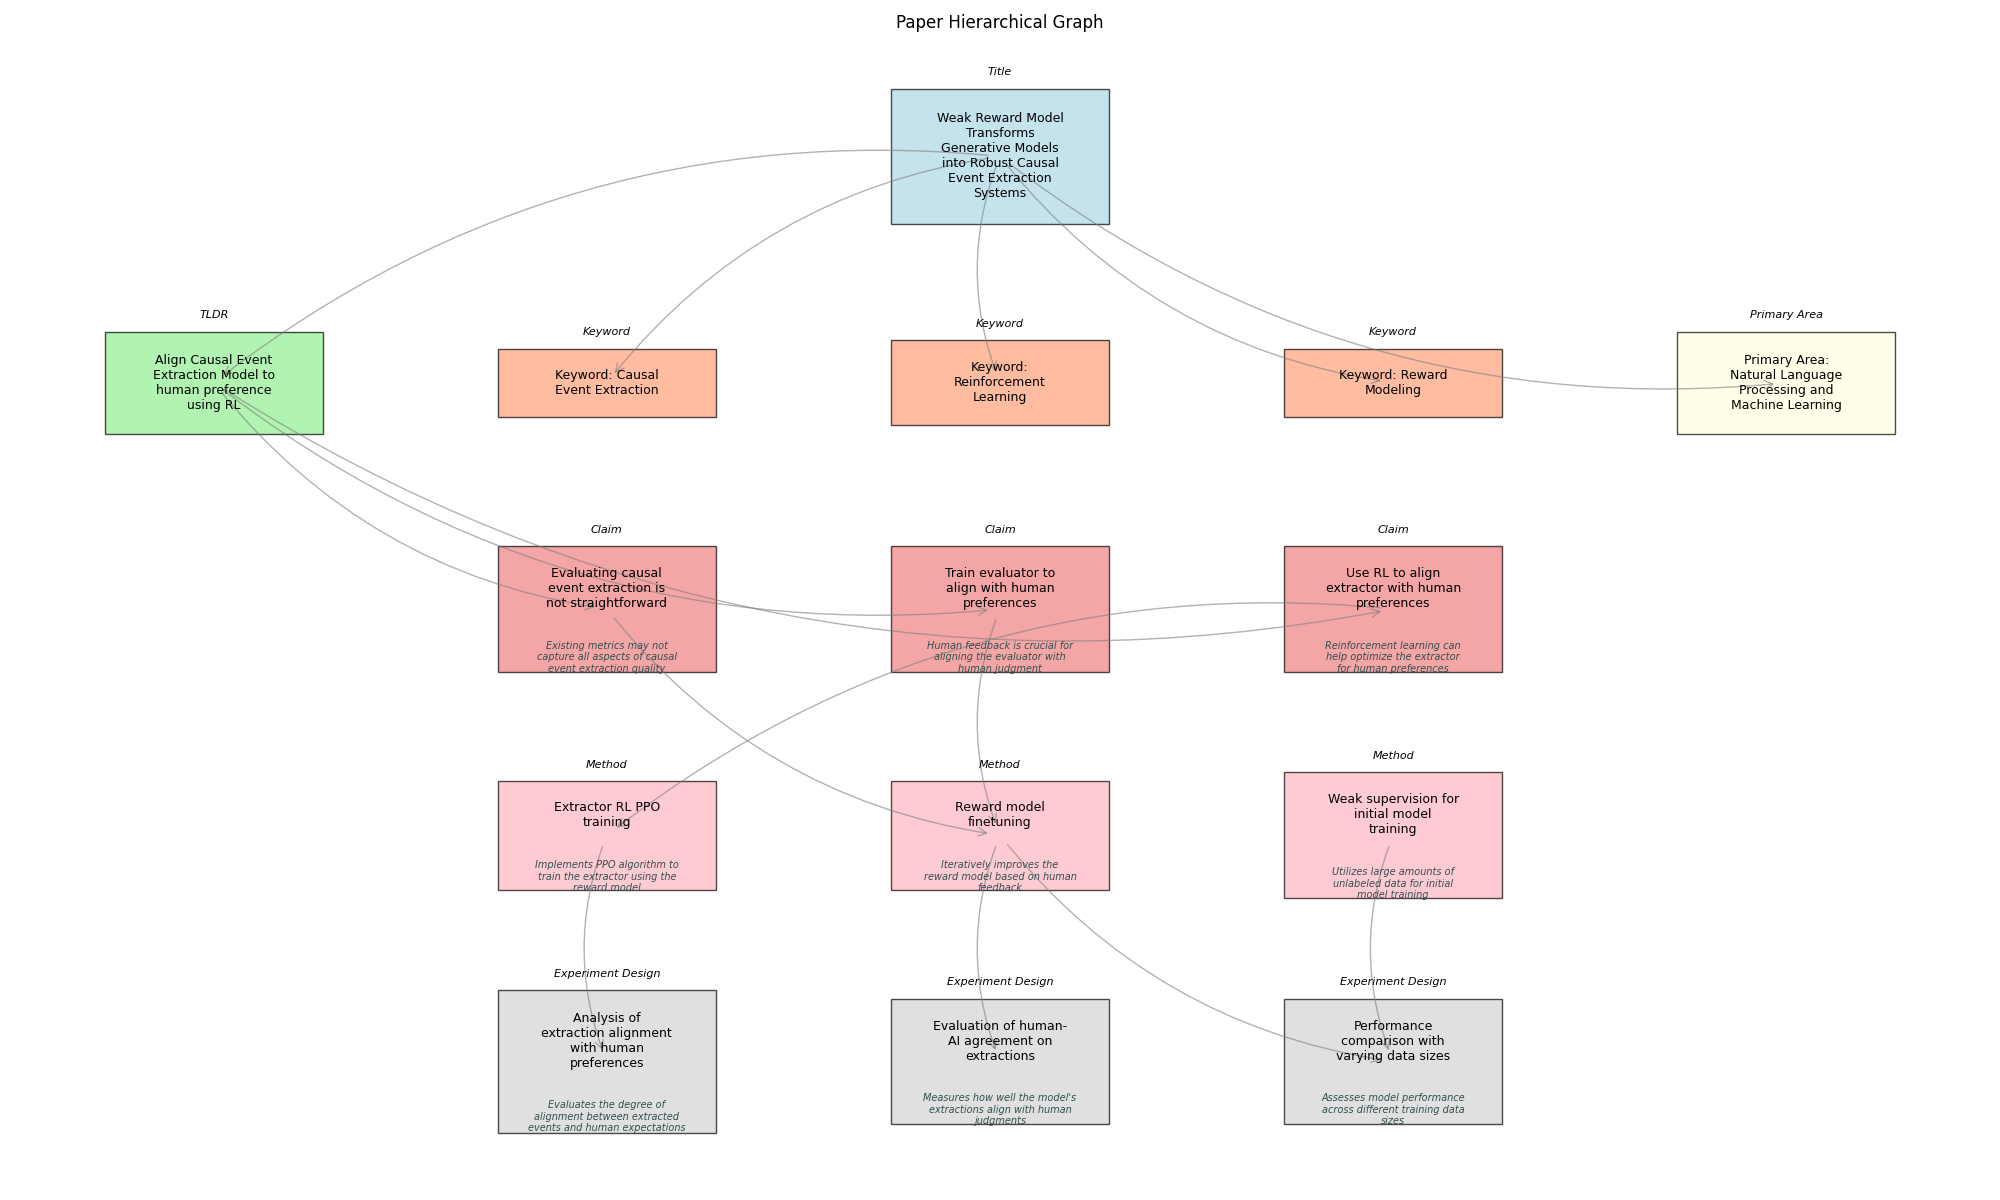 Paper Hierarchical Graph
Title
Weak Reward Model
Transforms
Generative Models
into Robust Causal
Event Extraction
Systems
TLDR
Align Causal Event
Extraction Model to
human preference
using RL
Keyword
Keyword: Causal
Event Extraction
Keyword
Keyword:
Reinforcement
Learning
Keyword
Keyword: Reward
Modeling
Primary Area
Primary Area:
Natural Language
Processing and
Machine Learning
Claim
Evaluating causal
event extraction is
not straightforward
Existing metrics may not
capture all aspects of causal
event extraction quality
Claim
Train evaluator to
align with human
preferences
Human feedback is crucial for
aligning the evaluator with
human judgment
Claim
Use RL to align
extractor with human
preferences
Reinforcement learning can
help optimize the extractor
for human preferences
Method
Extractor RL PPO
training
Implements PPO algorithm to
train the extractor using the
reward model
Method
Reward model
finetuning
Iteratively improves the
reward model based on human
feedback
Method
Weak supervision for
initial model
training
Utilizes large amounts of
unlabeled data for initial
model training
Experiment Design
Analysis of
extraction alignment
with human
preferences
Evaluates the degree of
alignment between extracted
events and human expectations
Experiment Design
Evaluation of human-
AI agreement on
extractions
Measures how well the model's
extractions align with human
judgments
Experiment Design
Performance
comparison with
varying data sizes
Assesses model performance
across different training data
sizes